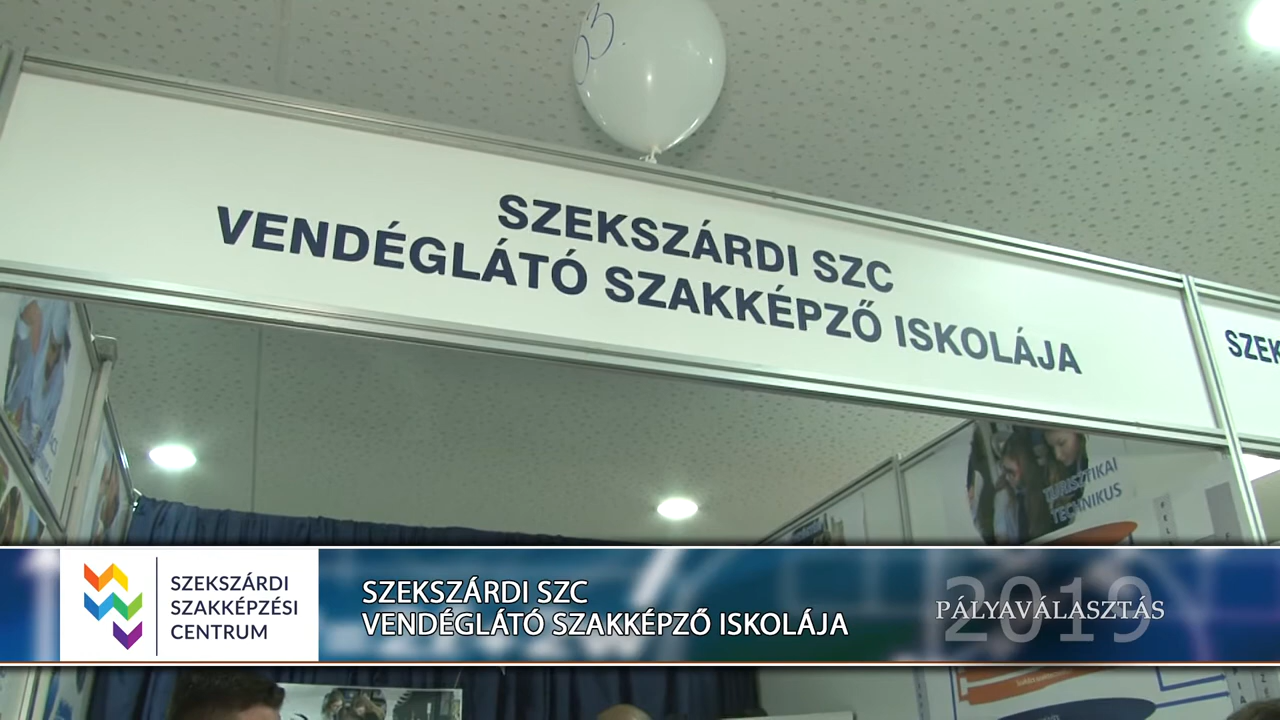 SZEKSZÁRDI SZC
VENDÉGLÁTÓ SZAKKÉPZŐ ISKOLÁJA
TURISZTIKAI
TECHNIKUS
SZEKSZÁRDI
SZAKKÉPZÉSI
CENTRUM
SZEKSZÁRDI SZC
VENDÉGLÁTÓ SZAKKÉPZŐ ISKOLÁJA
2019
PÁLYAVÁLASZTÁS